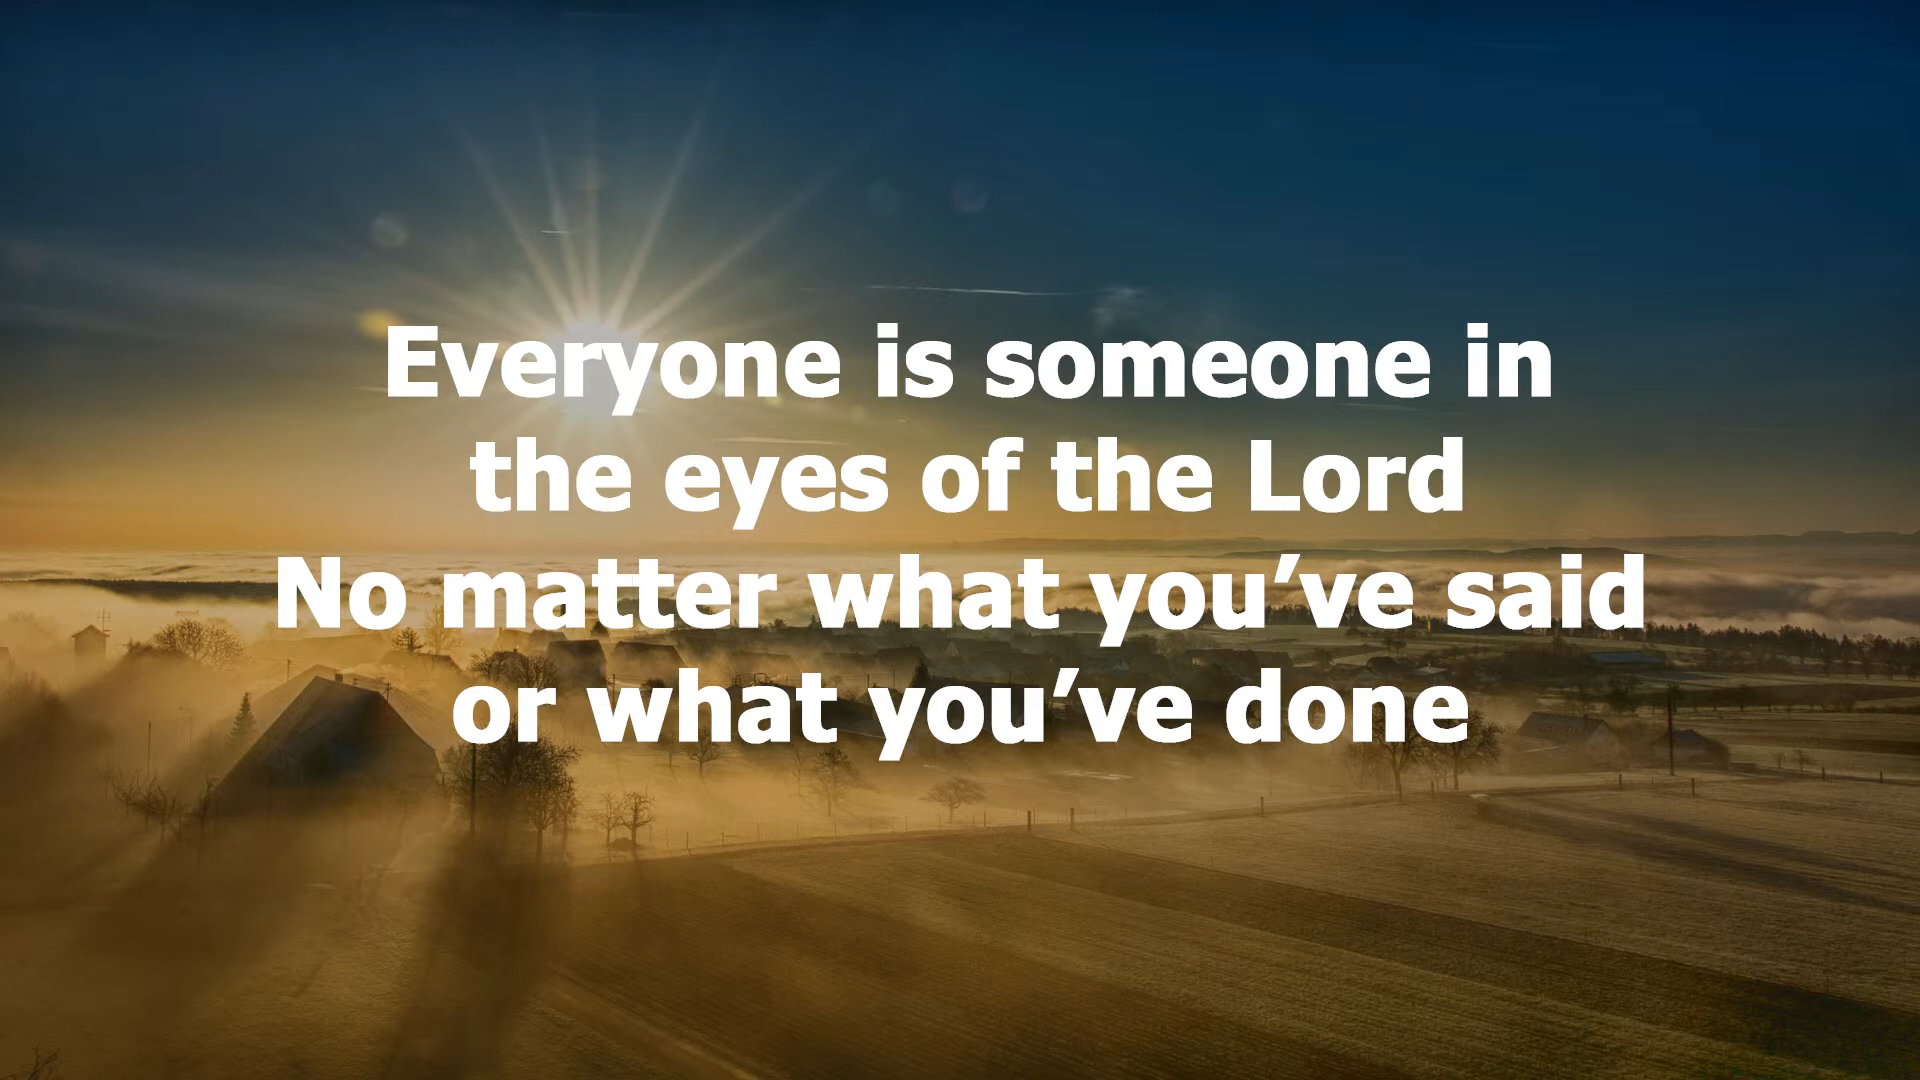 Everyone is someone in
the eyes of the Lord
No matter what you’ve said
or what you’ve done